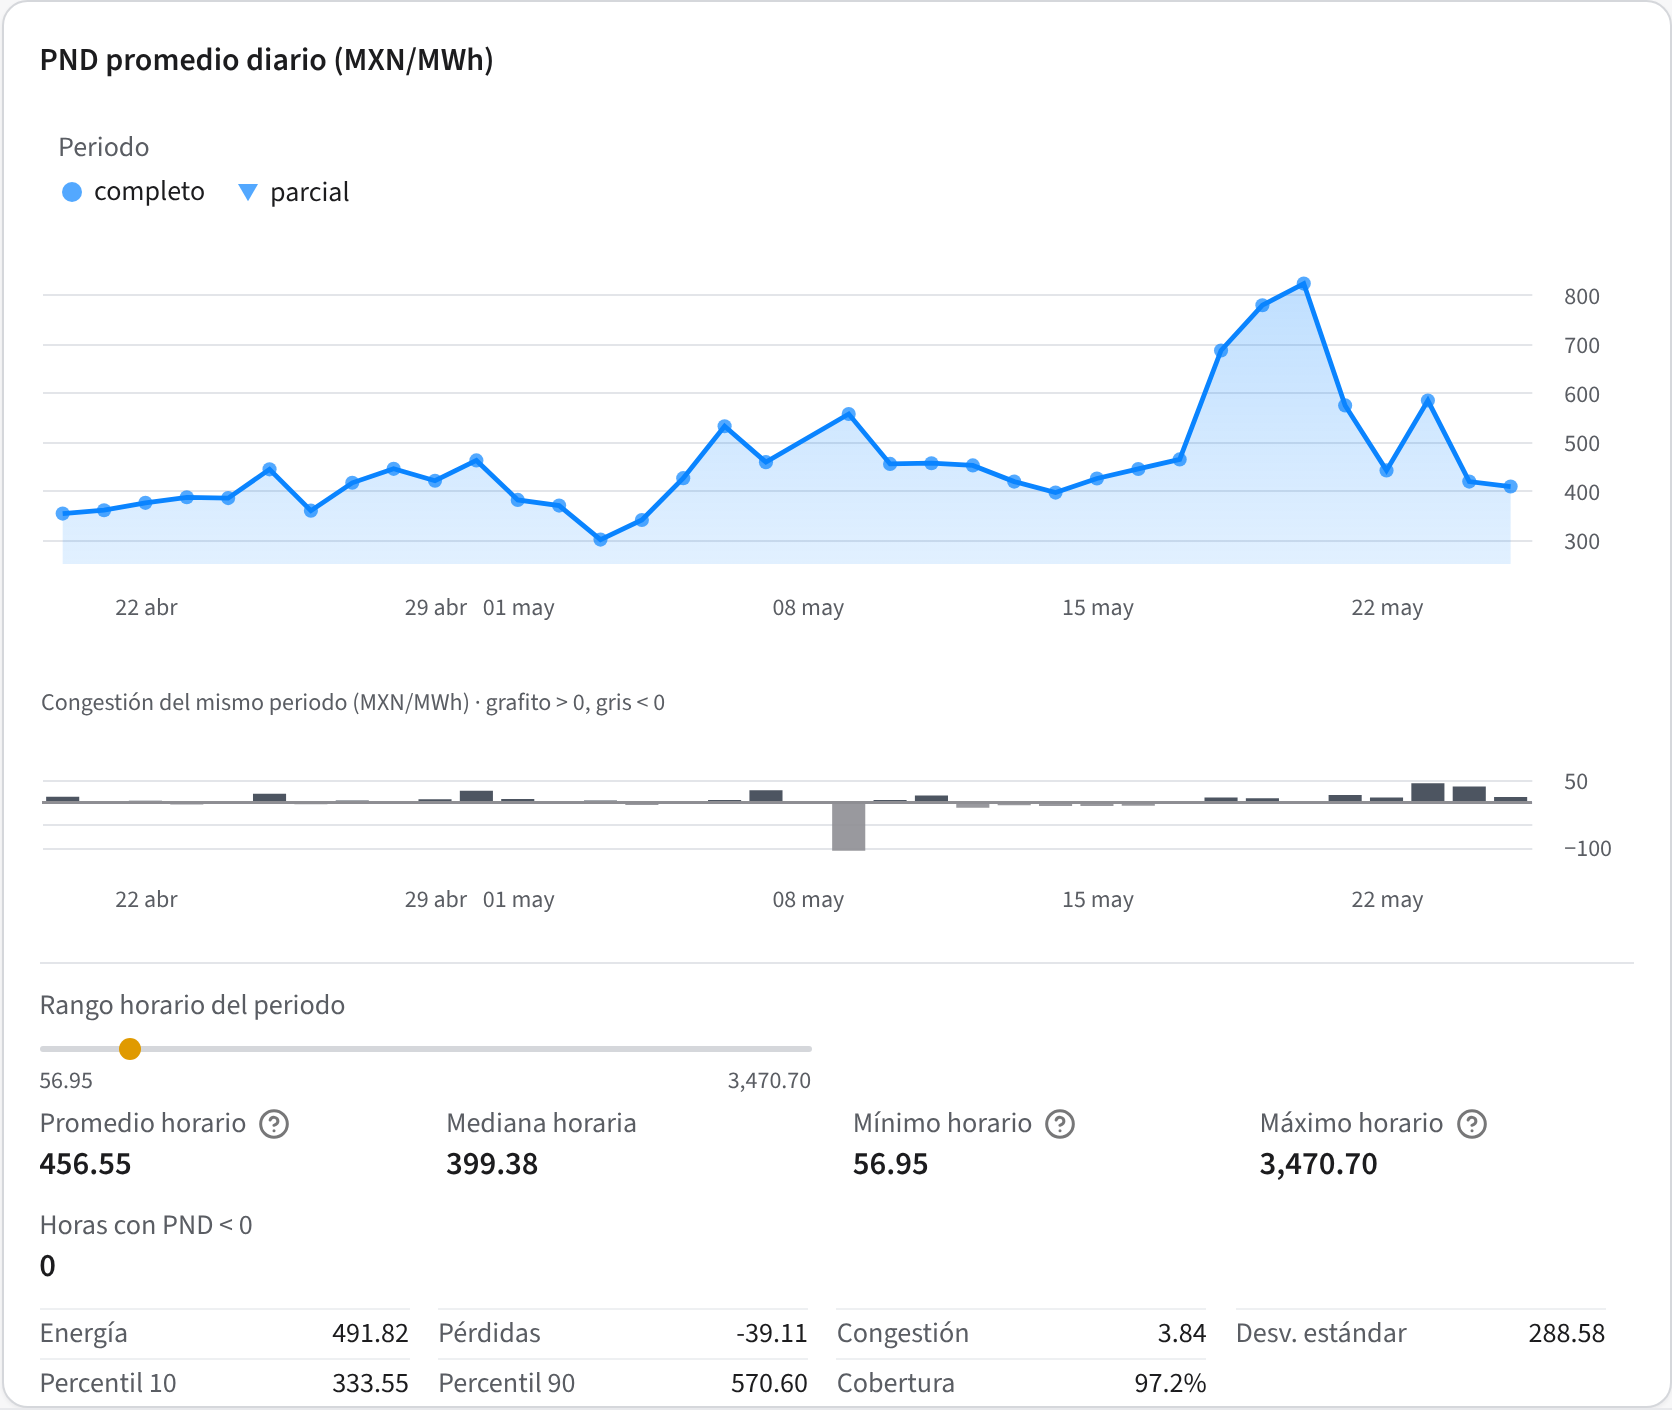 PND promedio diario (MXN/MWh)
Periodo
completo parcial
800
700
600
500
400
300
22 abr 29 abr 01 may 08 may 15 may 22 may
Congestión del mismo periodo (MXN/MWh) · grafito > 0, gris < 0
50
−100
22 abr 29 abr 01 may 08 may 15 may 22 may
Rango horario del periodo
56.95 3,470.70
Promedio horario ? Mediana horaria Mínimo horario ? Máximo horario ?
456.55 399.38 56.95 3,470.70
Horas con PND < 0
0
Energía 491.82 Pérdidas -39.11 Congestión 3.84 Desv. estándar 288.58
Percentil 10 333.55 Percentil 90 570.60 Cobertura 97.2%